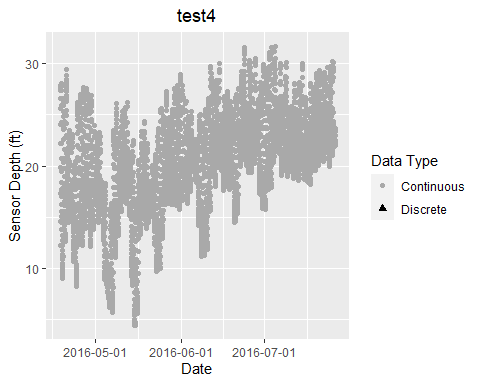 test4
Sensor Depth (ft)
30
20
10
2016-05-01 2016-06-01 2016-07-01
Date
Data Type
Continuous
Discrete